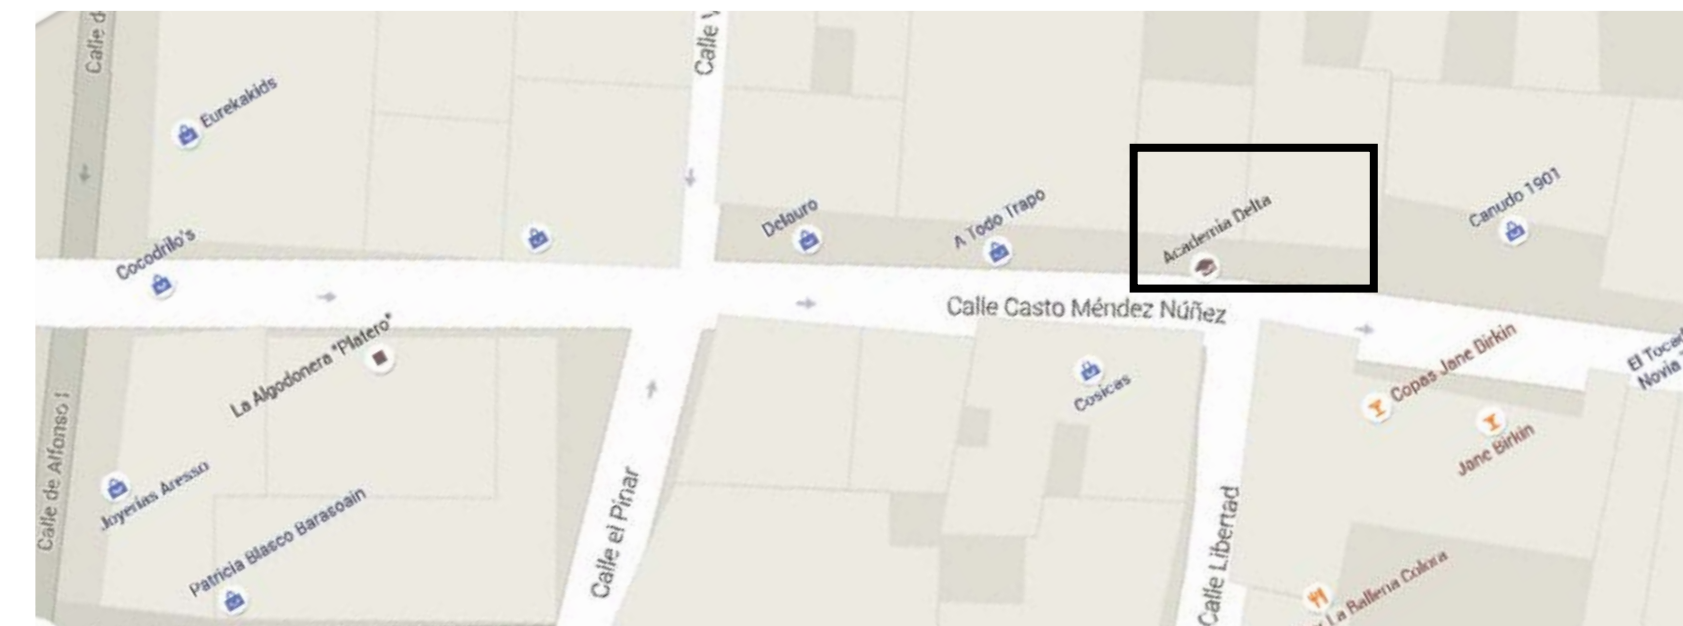 Calle d
Calle V
Eurekakids
Cocodrilo's
Delouro
A Todo Trapo
Academia Delta
Canudo 1901
Calle Casto Méndez Núñez
La Algodonera "Platero"
Cosicas
Copas Jane Birkin
El Tocad
Novia
Jane Birkin
Calle de Alfonso I
Joyerías Aresso
Patricia Blasco Barasoain
Calle el Pinar
Calle Libertad
La Ballena Colora